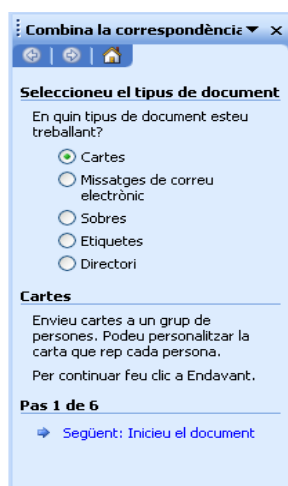 Combina la correspondència
Seleccioneu el tipus de document
En quin tipus de document esteu
treballant?
Cartes
Missatges de correu
electrònic
Sobres
Etiquetes
Directori
Cartes
Envieu cartes a un grup de
persones. Podeu personalitzar la
carta que rep cada persona.
Per continuar feu clic a Endavant.
Pas 1 de 6
Següent: Inicieu el document